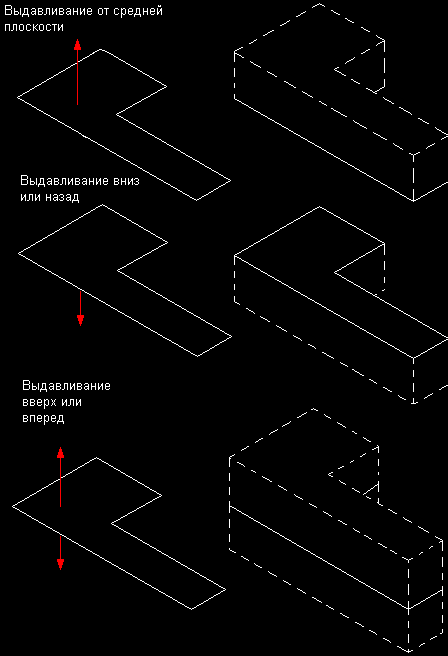 Выдавливание от средней
плоскости
Выдавливание вниз
или назад
Выдавливание
вверх или
вперед